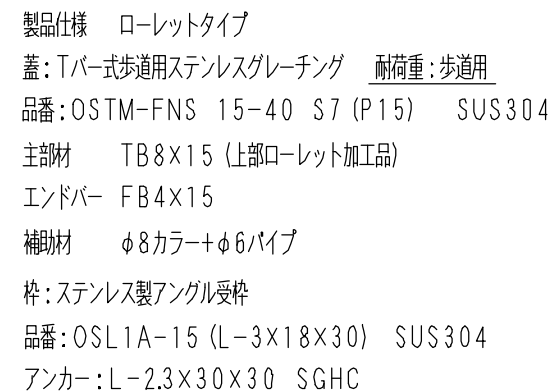 製品仕様　ローレットタイプ
蓋:Tバー式歩道用ステンレスグレーチング　耐荷重:歩道用
品番:OSTM-FNS 15-40 S7(P15)　SUS304
主部材　TB8×15(上部ローレット加工品)
エンドバー FB4×15
補助材　φ8カラー+φ6パイプ
枠:ステンレス製アングル受枠
品番:OSL1A-15(L-3×18×30)　SUS304
アンカー:L-2.3×30×30 SGHC